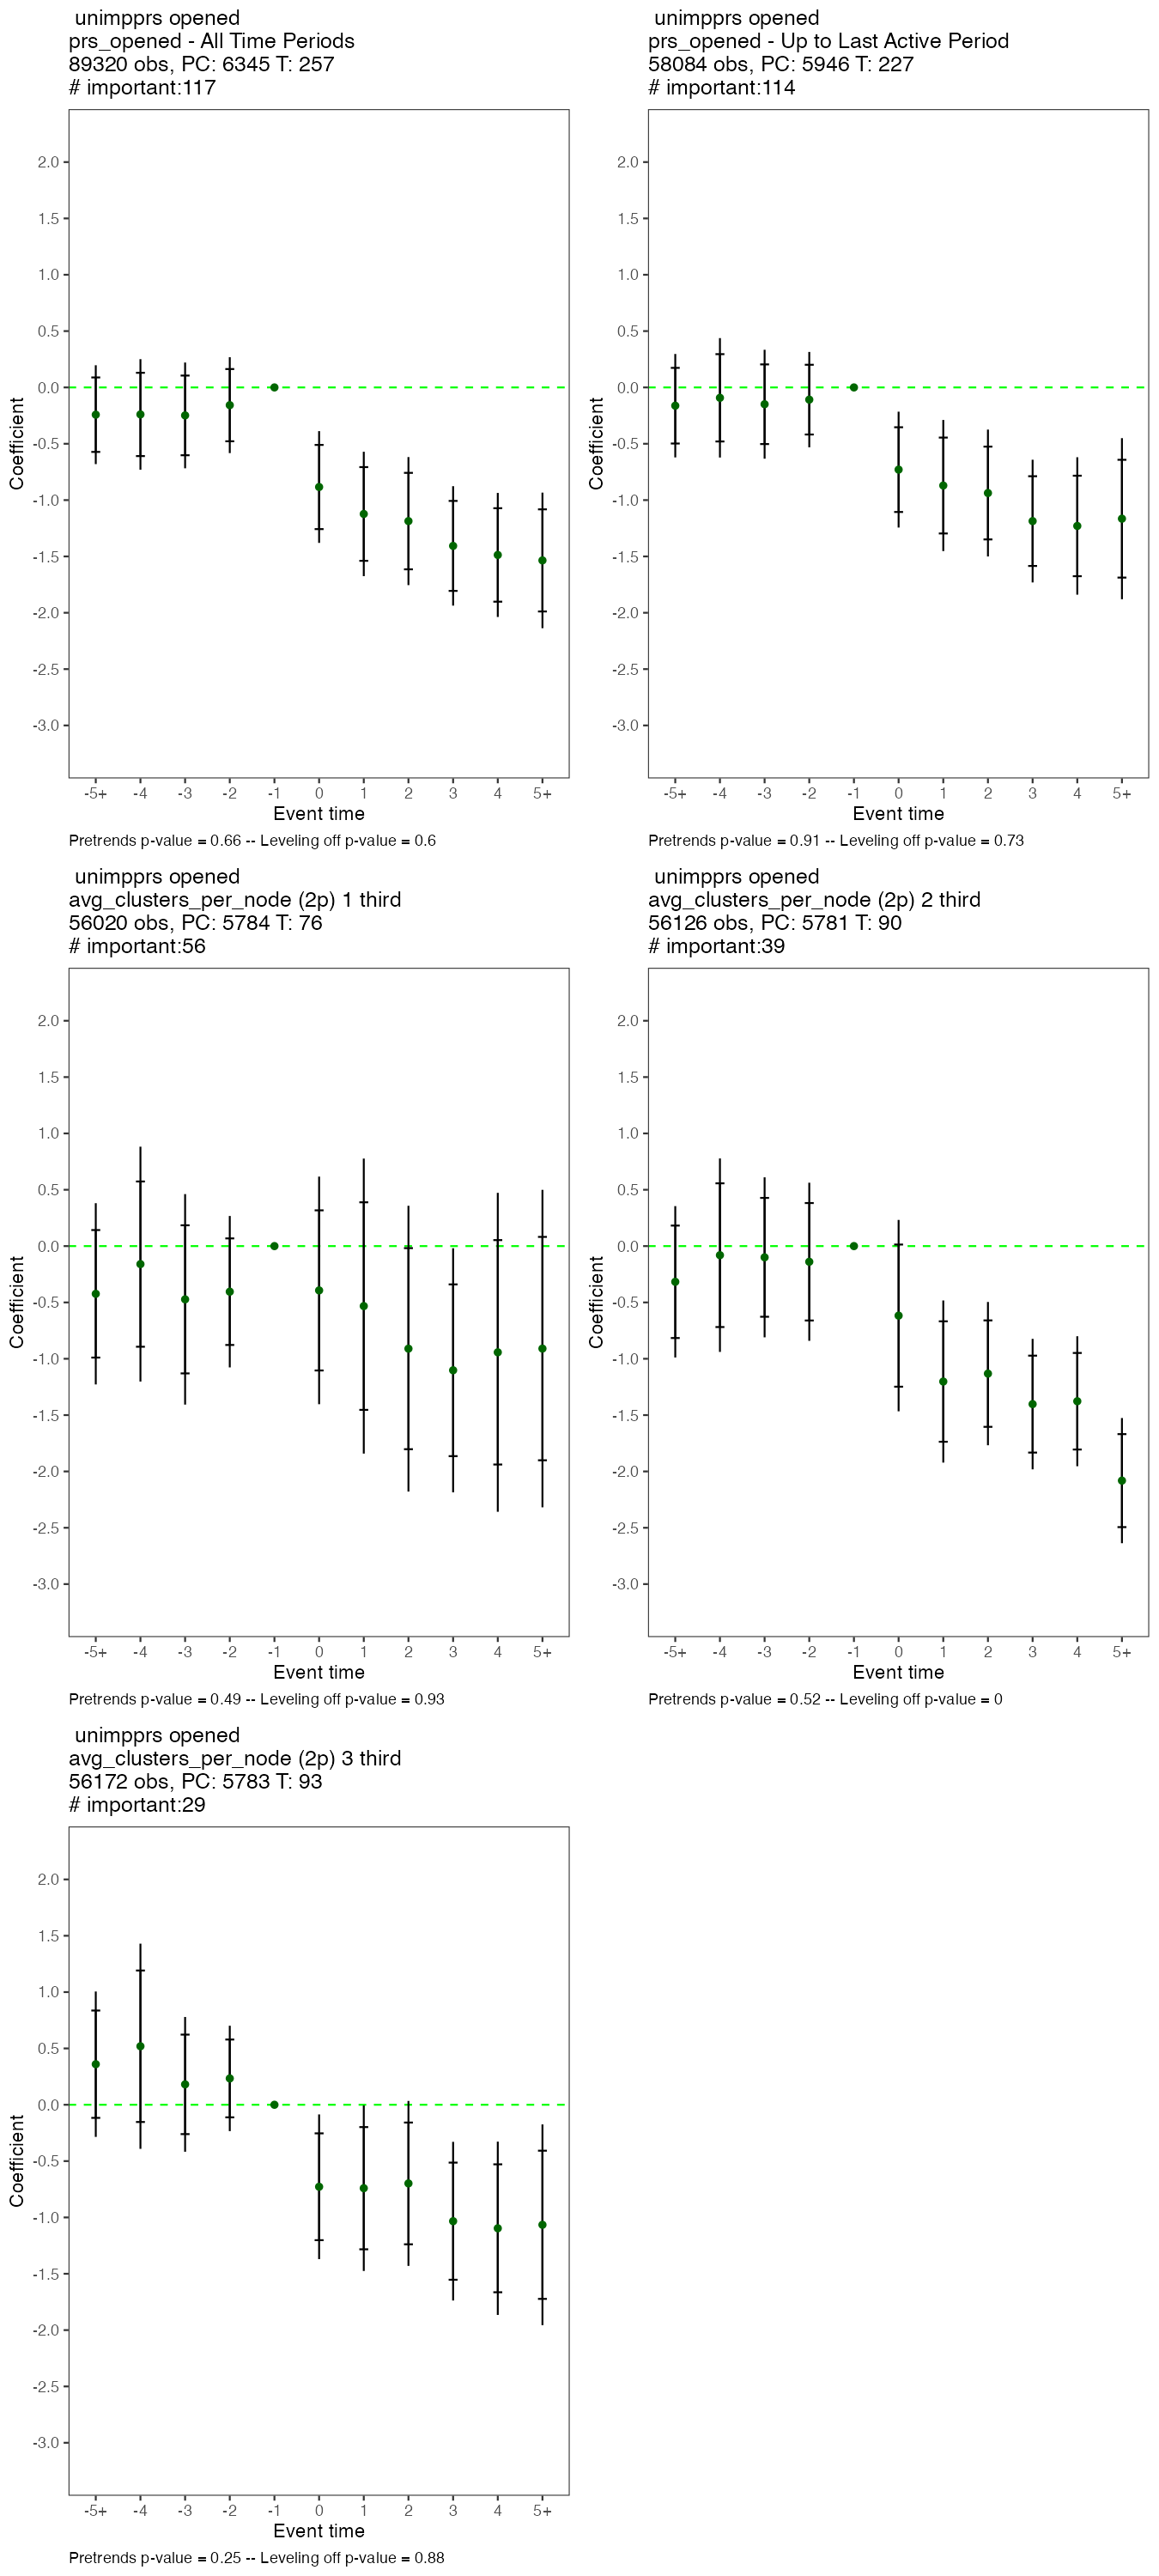 unimpprs opened
prs_opened - All Time Periods
89320 obs, PC: 6345 T: 257
# important:117
Coefficient
2.0
1.5
1.0
0.5
0.0
-0.5
-1.0
-1.5
-2.0
-2.5
-3.0
-5+ -4 -3 -2 -1 0 1 2 3 4 5+
Event time
Pretrends p-value = 0.66 -- Leveling off p-value = 0.6
unimpprs opened
prs_opened - Up to Last Active Period
58084 obs, PC: 5946 T: 227
# important:114
Coefficient
2.0
1.5
1.0
0.5
0.0
-0.5
-1.0
-1.5
-2.0
-2.5
-3.0
-5+ -4 -3 -2 -1 0 1 2 3 4 5+
Event time
Pretrends p-value = 0.91 -- Leveling off p-value = 0.73
unimpprs opened
avg_clusters_per_node (2p) 1 third
56020 obs, PC: 5784 T: 76
# important:56
Coefficient
2.0
1.5
1.0
0.5
0.0
-0.5
-1.0
-1.5
-2.0
-2.5
-3.0
-5+ -4 -3 -2 -1 0 1 2 3 4 5+
Event time
Pretrends p-value = 0.49 -- Leveling off p-value = 0.93
unimpprs opened
avg_clusters_per_node (2p) 2 third
56126 obs, PC: 5781 T: 90
# important:39
Coefficient
2.0
1.5
1.0
0.5
0.0
-0.5
-1.0
-1.5
-2.0
-2.5
-3.0
-5+ -4 -3 -2 -1 0 1 2 3 4 5+
Event time
Pretrends p-value = 0.52 -- Leveling off p-value = 0
unimpprs opened
avg_clusters_per_node (2p) 3 third
56172 obs, PC: 5783 T: 93
# important:29
Coefficient
2.0
1.5
1.0
0.5
0.0
-0.5
-1.0
-1.5
-2.0
-2.5
-3.0
-5+ -4 -3 -2 -1 0 1 2 3 4 5+
Event time
Pretrends p-value = 0.25 -- Leveling off p-value = 0.88